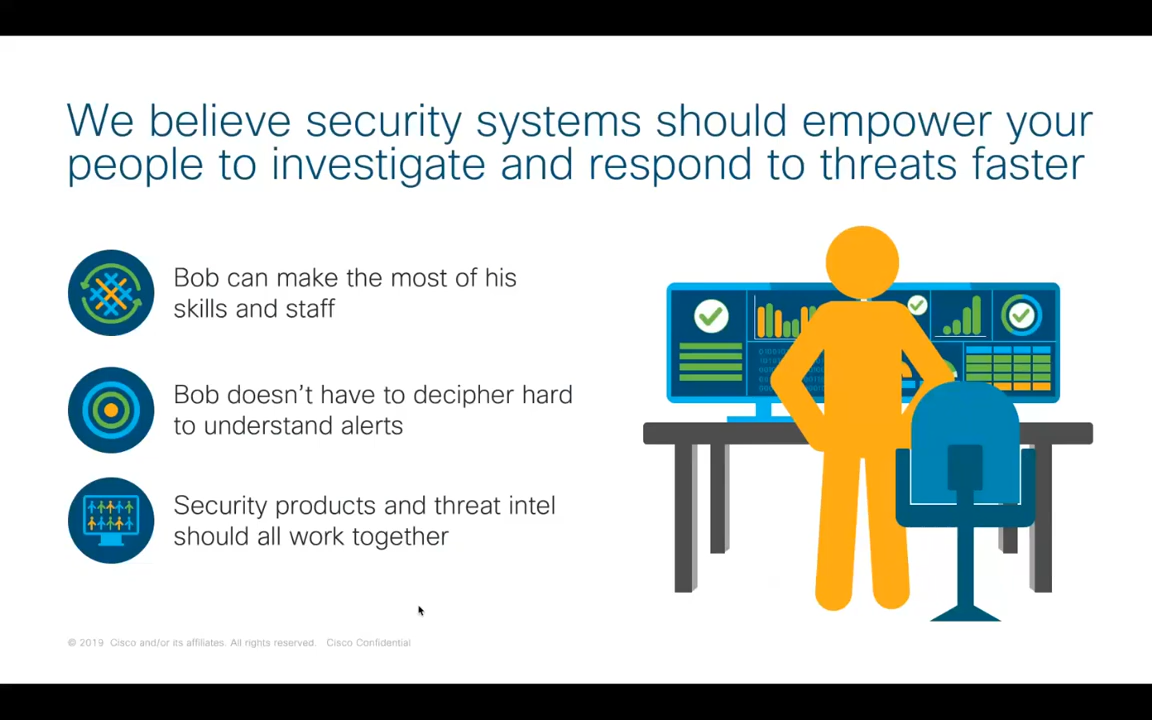 We believe security systems should empower your
people to investigate and respond to threats faster
Bob can make the most of his
skills and staff
Bob doesn’t have to decipher hard
to understand alerts
Security products and threat intel
should all work together
© 2019 Cisco and/or its affiliates. All rights reserved. Cisco Confidential